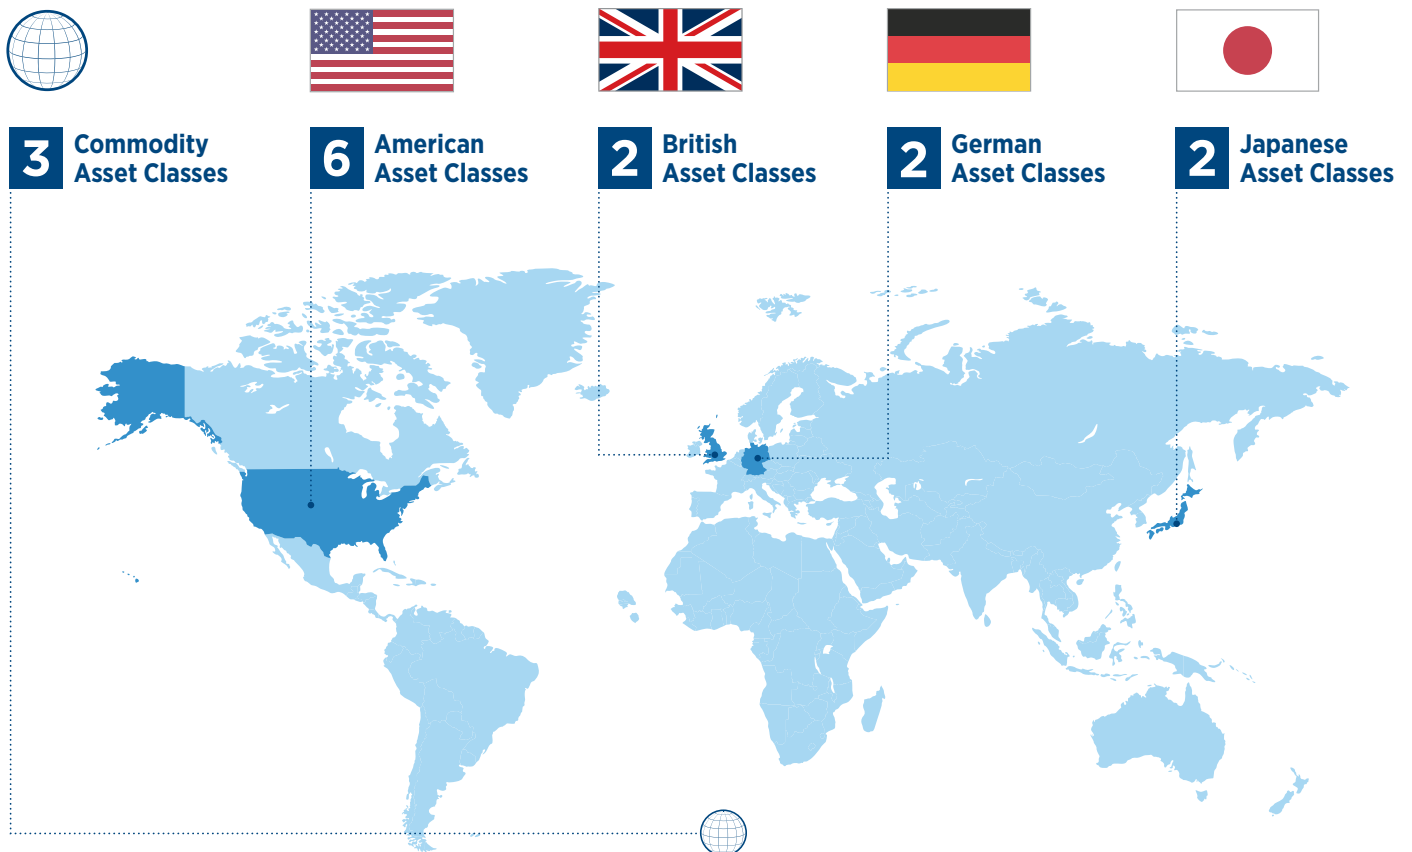 3 Commodity
Asset Classes
6 American
Asset Classes
2 British
Asset Classes
2 German
Asset Classes
2 Japanese
Asset Classes